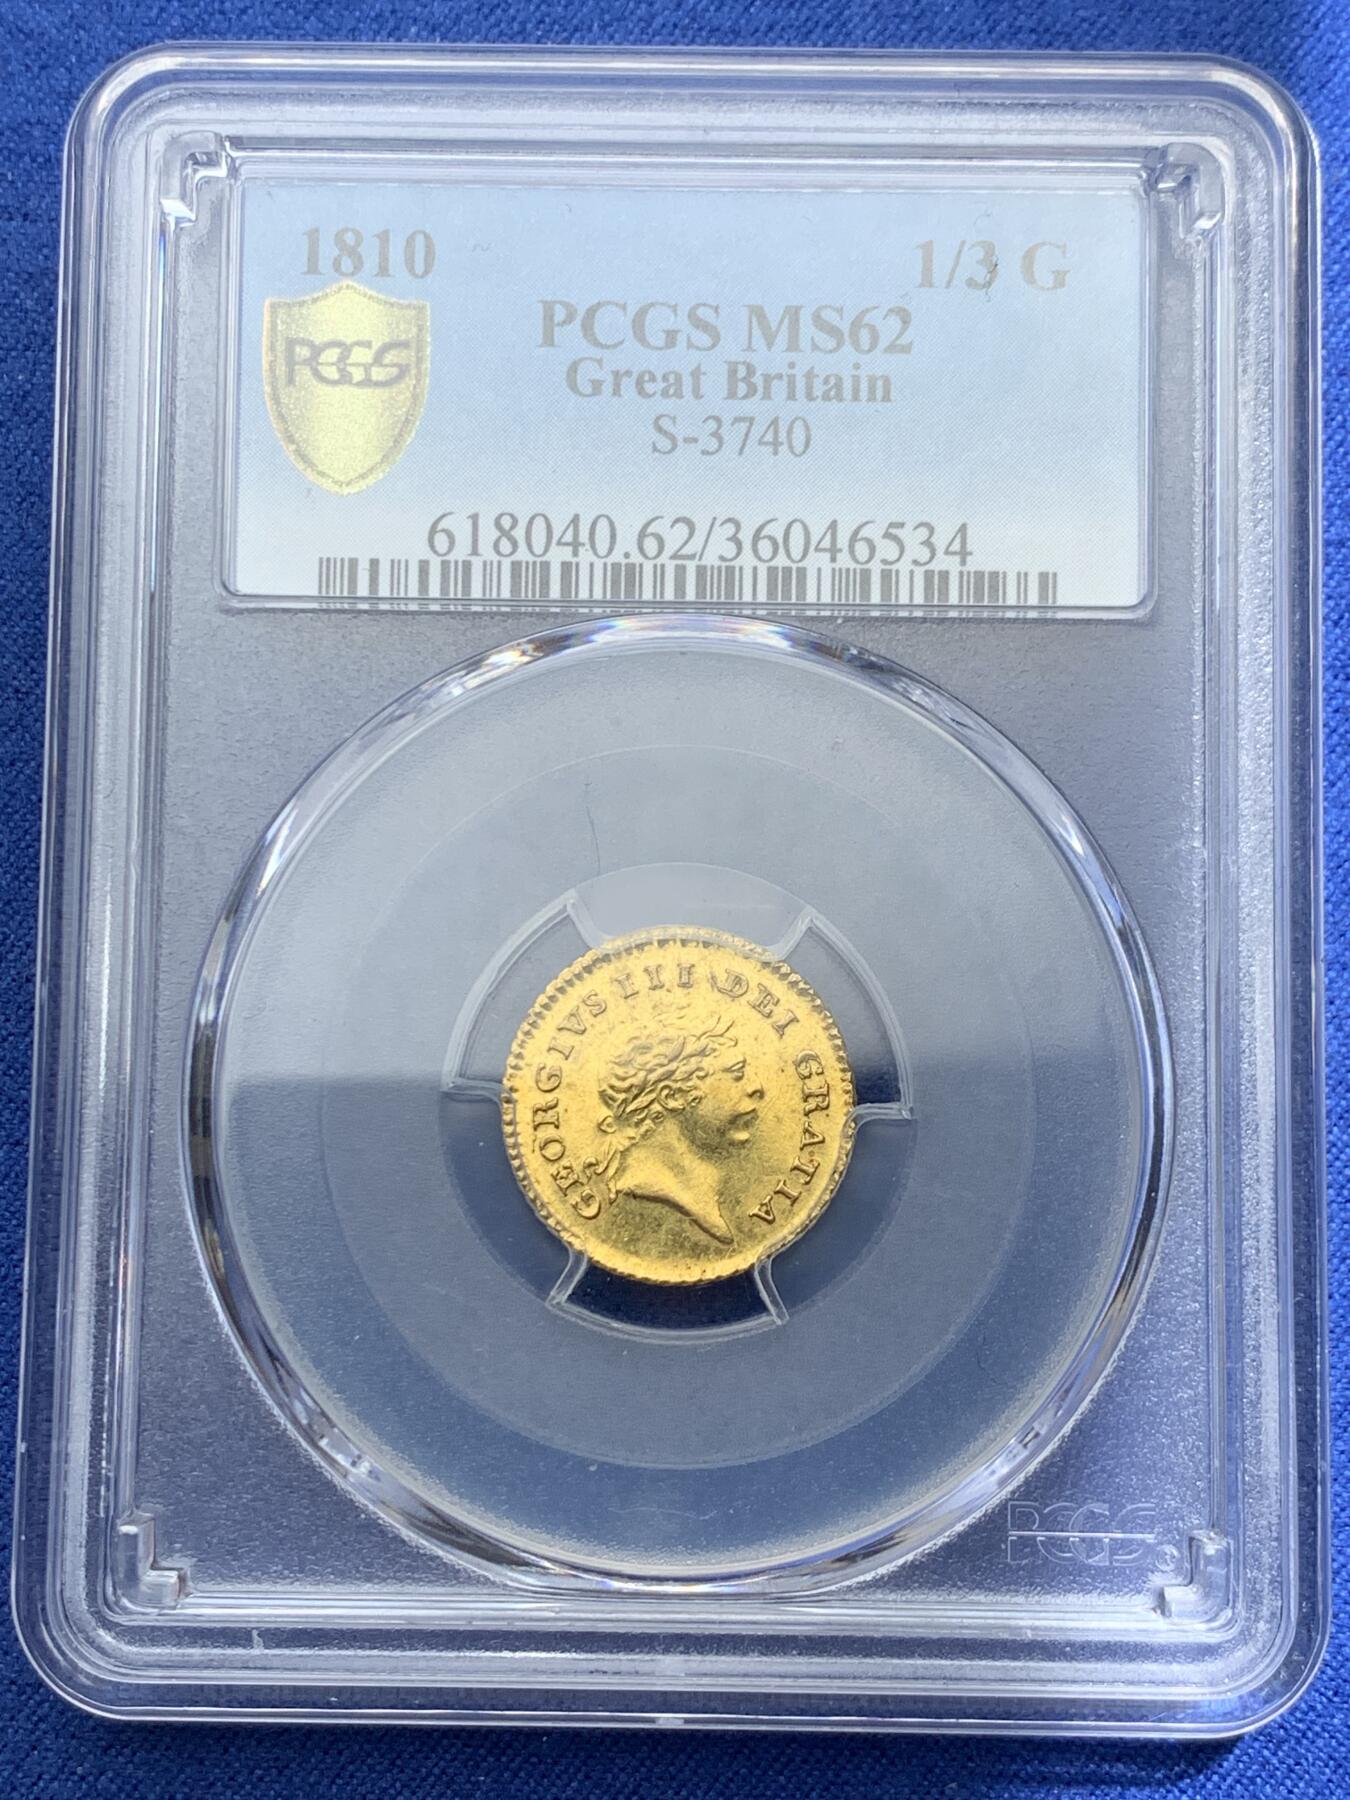 1810 1/3 G
PCGS
PCGS MS62
Great Britain
S-3740
618040.62/36046534
GEORGIVS III DEI GRATIA
PCGS